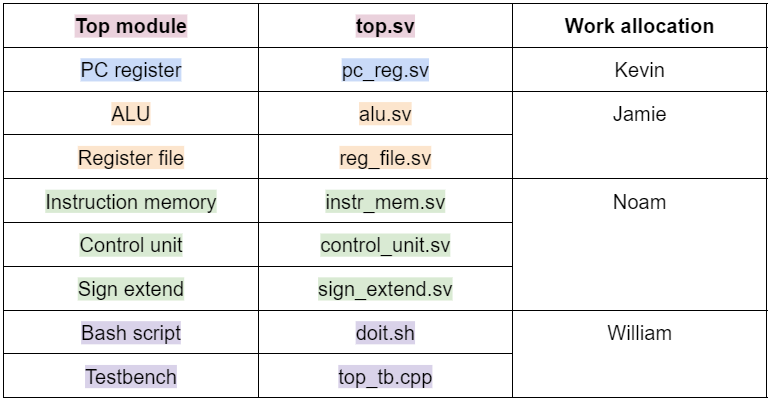 Top module top.sv Work allocation
PC register pc_reg.sv Kevin
ALU alu.sv Jamie
Register file reg_file.sv
Instruction memory instr_mem.sv Noam
Control unit control_unit.sv
Sign extend sign_extend.sv
Bash script doit.sh William
Testbench top_tb.cpp